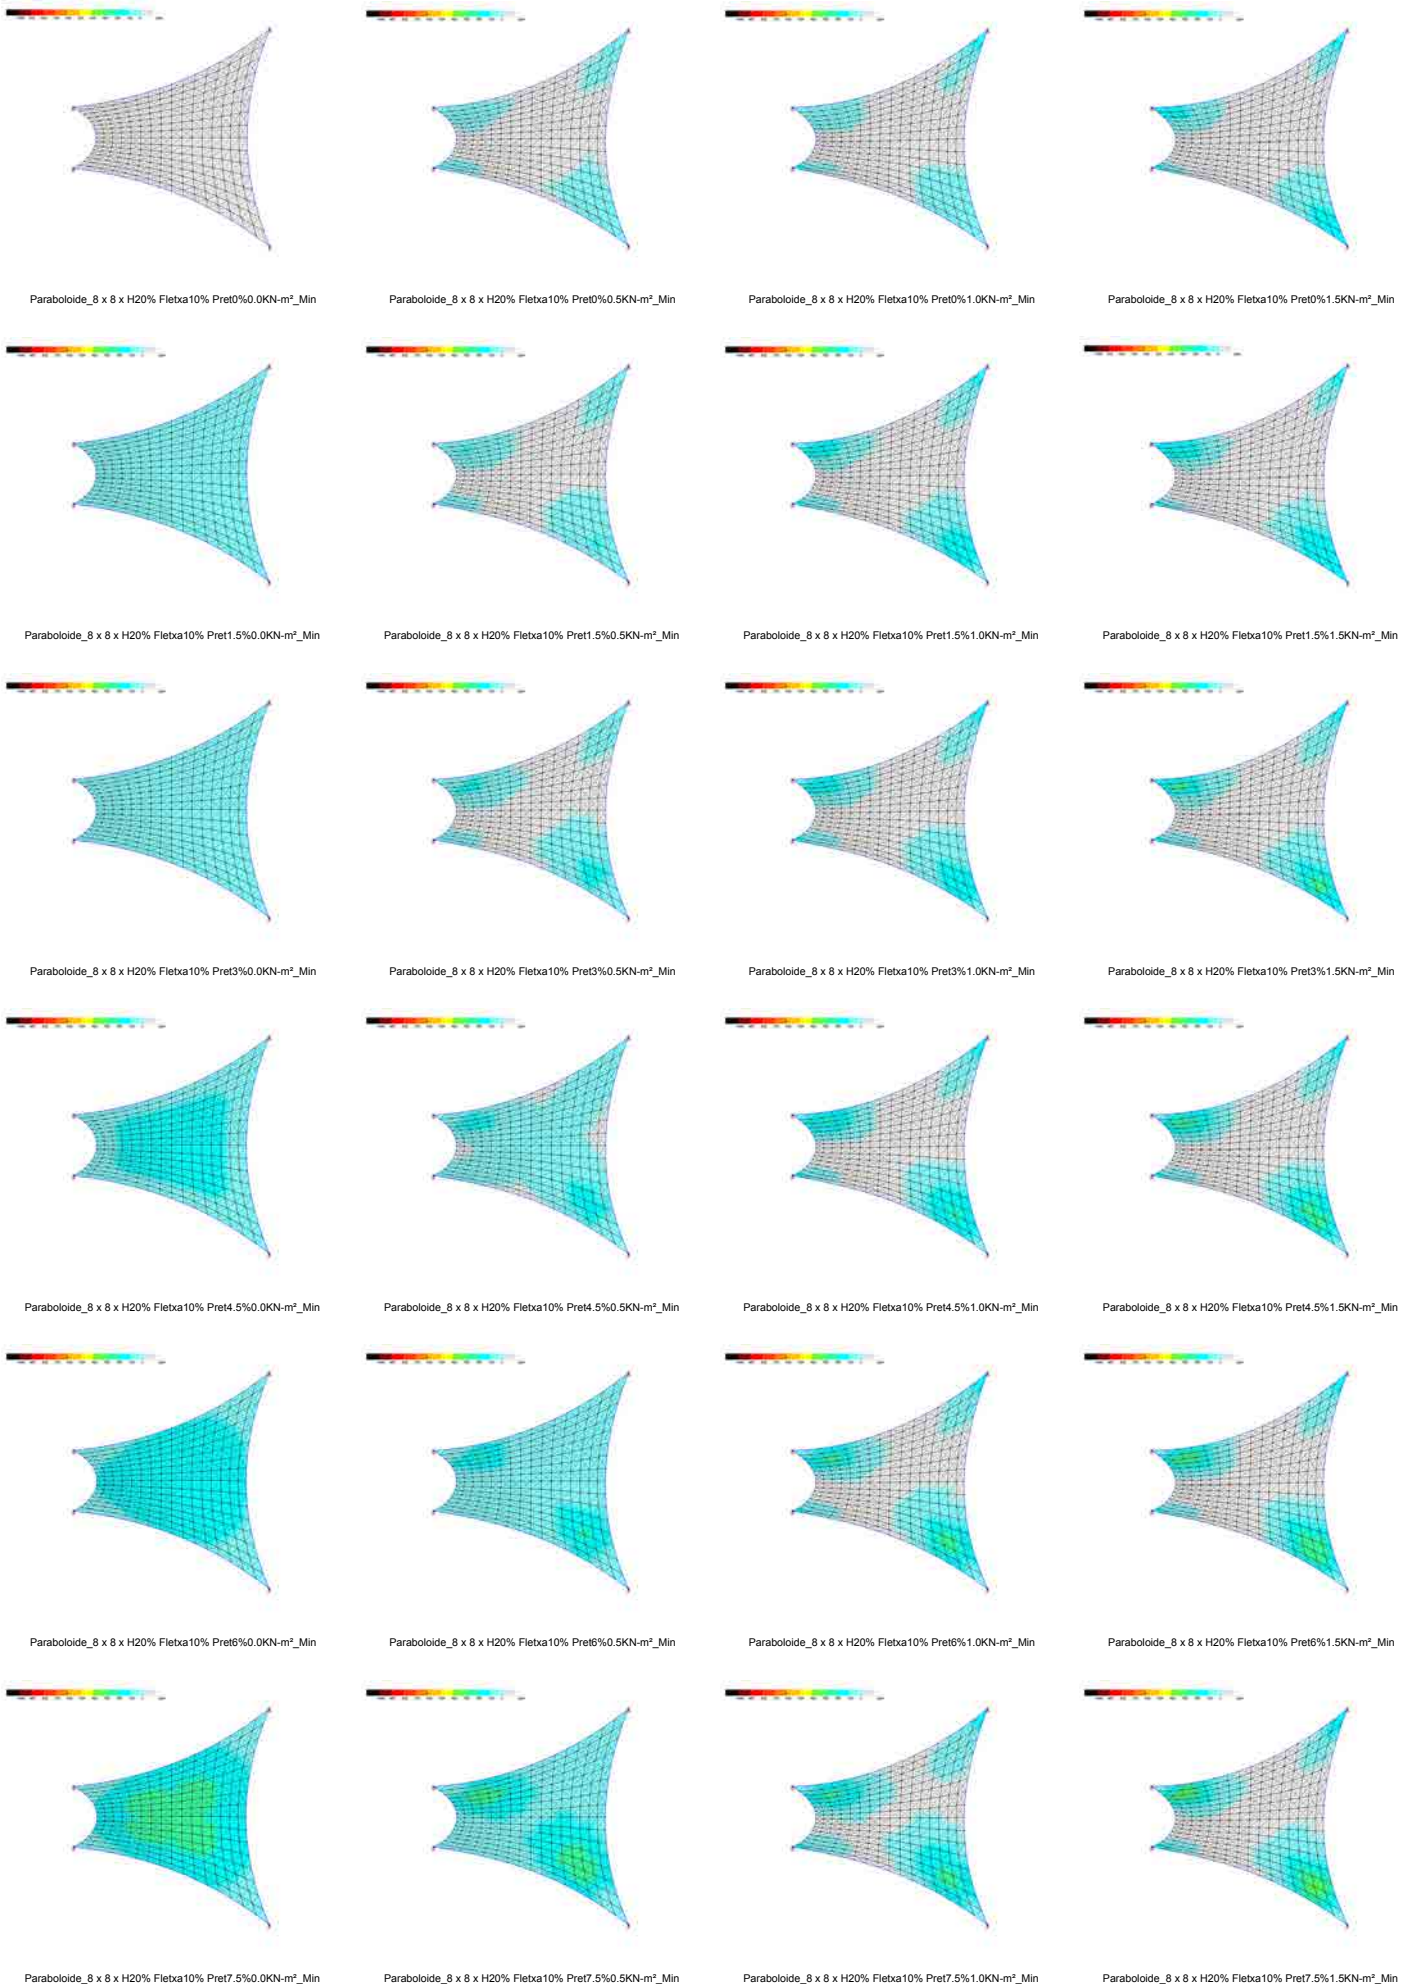 Paraboloide_8 x 8 x H20% Fletxa10% Pret0%0.0KN-m²_Min
Paraboloide_8 x 8 x H20% Fletxa10% Pret0%0.5KN-m²_Min
Paraboloide_8 x 8 x H20% Fletxa10% Pret0%1.0KN-m²_Min
Paraboloide_8 x 8 x H20% Fletxa10% Pret0%1.5KN-m²_Min
Paraboloide_8 x 8 x H20% Fletxa10% Pret1.5%0.0KN-m²_Min
Paraboloide_8 x 8 x H20% Fletxa10% Pret1.5%0.5KN-m²_Min
Paraboloide_8 x 8 x H20% Fletxa10% Pret1.5%1.0KN-m²_Min
Paraboloide_8 x 8 x H20% Fletxa10% Pret1.5%1.5KN-m²_Min
Paraboloide_8 x 8 x H20% Fletxa10% Pret3%0.0KN-m²_Min
Paraboloide_8 x 8 x H20% Fletxa10% Pret3%0.5KN-m²_Min
Paraboloide_8 x 8 x H20% Fletxa10% Pret3%1.0KN-m²_Min
Paraboloide_8 x 8 x H20% Fletxa10% Pret3%1.5KN-m²_Min
Paraboloide_8 x 8 x H20% Fletxa10% Pret4.5%0.0KN-m²_Min
Paraboloide_8 x 8 x H20% Fletxa10% Pret4.5%0.5KN-m²_Min
Paraboloide_8 x 8 x H20% Fletxa10% Pret4.5%1.0KN-m²_Min
Paraboloide_8 x 8 x H20% Fletxa10% Pret4.5%1.5KN-m²_Min
Paraboloide_8 x 8 x H20% Fletxa10% Pret6%0.0KN-m²_Min
Paraboloide_8 x 8 x H20% Fletxa10% Pret6%0.5KN-m²_Min
Paraboloide_8 x 8 x H20% Fletxa10% Pret6%1.0KN-m²_Min
Paraboloide_8 x 8 x H20% Fletxa10% Pret6%1.5KN-m²_Min
Paraboloide_8 x 8 x H20% Fletxa10% Pret7.5%0.0KN-m²_Min
Paraboloide_8 x 8 x H20% Fletxa10% Pret7.5%0.5KN-m²_Min
Paraboloide_8 x 8 x H20% Fletxa10% Pret7.5%1.0KN-m²_Min
Paraboloide_8 x 8 x H20% Fletxa10% Pret7.5%1.5KN-m²_Min